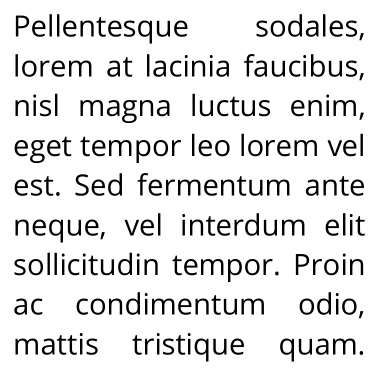 Pellentesque sodales,
lorem at lacinia faucibus,
nisl magna luctus enim,
eget tempor leo lorem vel
est. Sed fermentum ante
neque, vel interdum elit
sollicitudin tempor. Proin
ac condimentum odio,
mattis tristique quam.